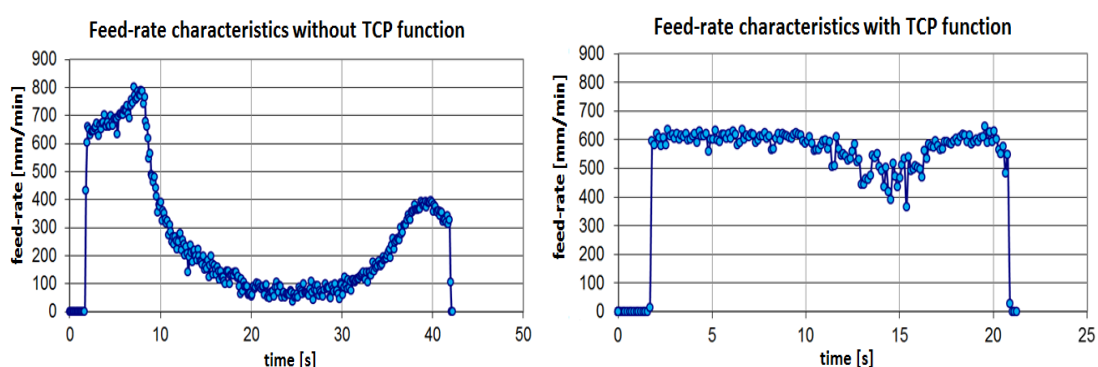 Feed-rate characteristics without TCP function
900
800
700
600
500
400
300
200
100
0
feed-rate [mm/min]
0 10 20 30 40 50
time [s]
Feed-rate characteristics with TCP function
900
800
700
600
500
400
300
200
100
0
feed-rate [mm/min]
0 5 10 15 20 25
time [s]